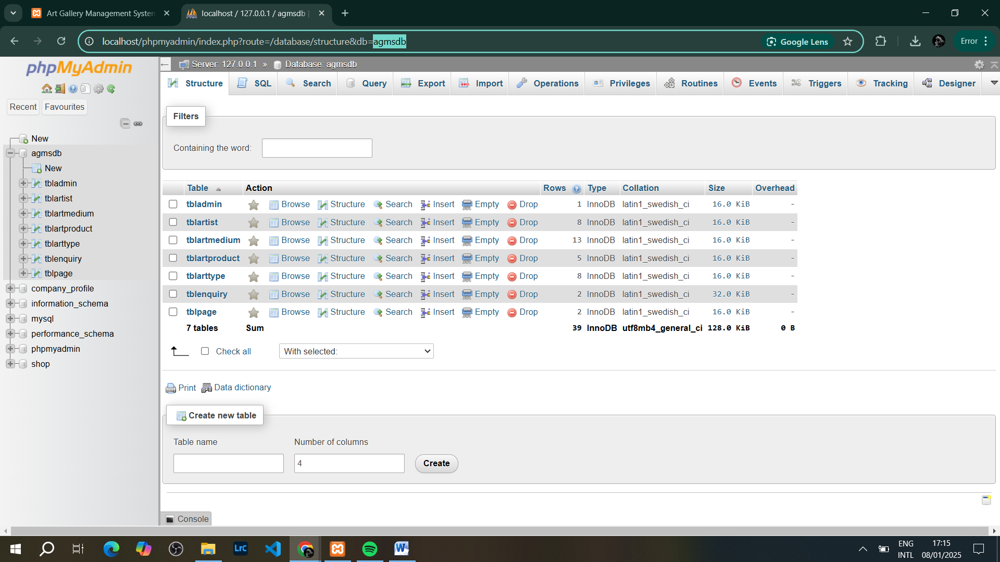 Art Gallery Management System
localhost / 127.0.0.1 / agmsdb |
localhost/phpmyadmin/index.php?route=/database/structure&db=agmsdb
Google Lens
Error
phpMyAdmin
Recent
Favourites
New
agmsdb
New
tbladmin
tblartist
tblartmedium
tblartproduct
tblarttype
tblenquiry
tblpage
company_profile
information_schema
mysql
performance_schema
phpmyadmin
shop
Server: 127.0.0.1 » Database: agmsdb
Structure SQL Search Query Export Import Operations Privileges Routines Events Triggers Tracking Designer
Filters
Containing the word:
Table Action Rows Type Collation Size Overhead
tbladmin Browse Structure Search Insert Empty Drop 1 InnoDB latin1_swedish_ci 16.0 KiB -
tblartist Browse Structure Search Insert Empty Drop 8 InnoDB latin1_swedish_ci 16.0 KiB -
tblartmedium Browse Structure Search Insert Empty Drop 13 InnoDB latin1_swedish_ci 16.0 KiB -
tblartproduct Browse Structure Search Insert Empty Drop 5 InnoDB latin1_swedish_ci 16.0 KiB -
tblarttype Browse Structure Search Insert Empty Drop 8 InnoDB latin1_swedish_ci 16.0 KiB -
tblenquiry Browse Structure Search Insert Empty Drop 2 InnoDB latin1_swedish_ci 32.0 KiB -
tblpage Browse Structure Search Insert Empty Drop 2 InnoDB latin1_swedish_ci 16.0 KiB -
7 tables Sum 39 InnoDB utf8mb4_general_ci 128.0 KiB 0 B
Check all
With selected:
Print Data dictionary
Create new table
Table name
Number of columns
4
Create
Console
Lrc
ENG
INTL
17:15
08/01/2025